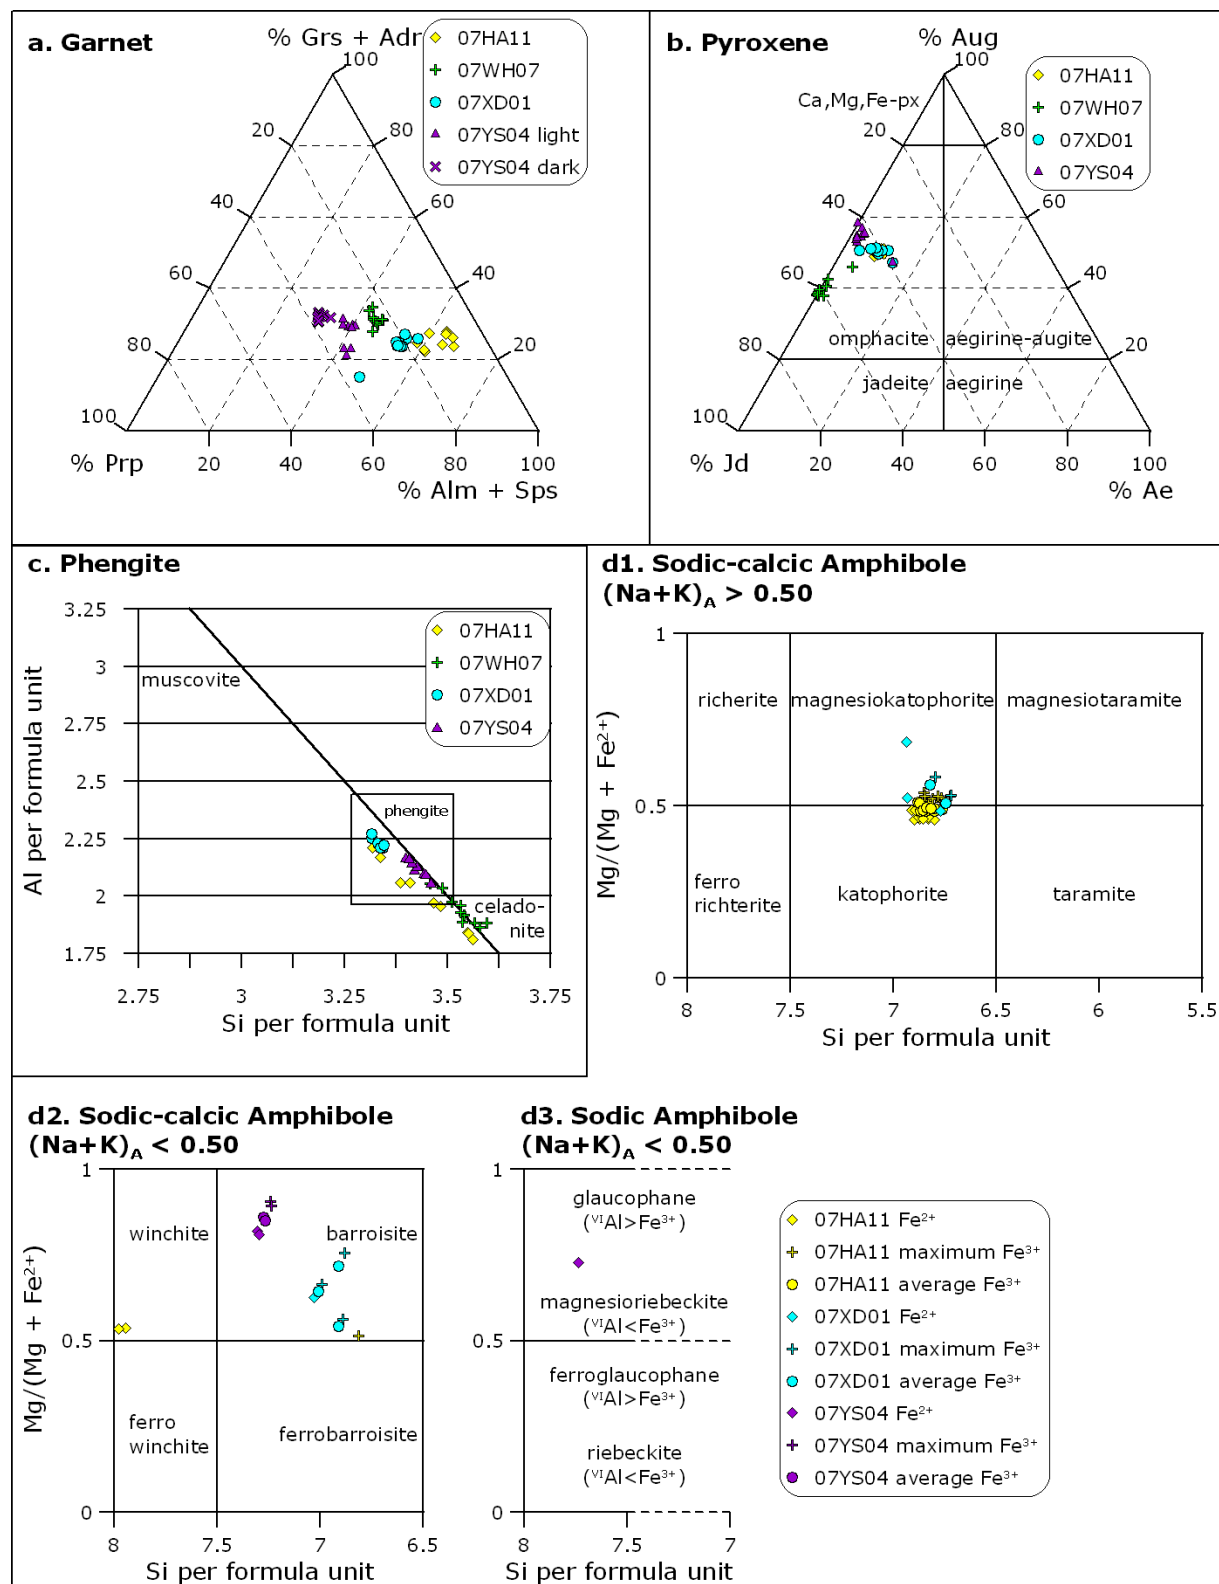 a. Garnet
% Grs + Adr
07HA11
07WH07
07XD01
07YS04 light
07YS04 dark
100
20
80
40
60
60
40
80
20
100
% Prp
20
40
60
80
100
% Alm + Sps
b. Pyroxene
% Aug
07HA11
07WH07
07XD01
07YS04
100
Ca,Mg,Fe-px
20
80
40
60
60
40
omphacite
aegirine-augite
80
20
jadeite
aegirine
100
% Jd
20
40
60
80
100
% Ae
c. Phengite
07HA11
07WH07
07XD01
07YS04
Al per formula unit
3.25
3
2.75
2.5
2.25
2
1.75
muscovite
phengite
celado-
nite
2.75
3
3.25
3.5
3.75
Si per formula unit
d1. Sodic-calcic Amphibole
(Na+K)A > 0.50
Mg/(Mg + Fe²⁺)
1
0.5
0
richerite
magnesiokatophorite
magnesiotaramite
ferro
richterite
katophorite
taramite
8
7.5
7
6.5
6
5.5
Si per formula unit
d2. Sodic-calcic Amphibole
(Na+K)A < 0.50
Mg/(Mg + Fe²⁺)
1
0.5
0
winchite
barroisite
ferro
winchite
ferrobarroisite
8
7.5
7
6.5
Si per formula unit
d3. Sodic Amphibole
(Na+K)A < 0.50
1
0.5
0
glaucophane
(ⱽᴵAl>Fe³⁺)
magnesioriebeckite
(ⱽᴵAl<Fe³⁺)
ferroglaucophane
(ⱽᴵAl>Fe³⁺)
riebeckite
(ⱽᴵAl<Fe³⁺)
8
7.5
7
Si per formula unit
07HA11 Fe²⁺
07HA11 maximum Fe³⁺
07HA11 average Fe³⁺
07XD01 Fe²⁺
07XD01 maximum Fe³⁺
07XD01 average Fe³⁺
07YS04 Fe²⁺
07YS04 maximum Fe³⁺
07YS04 average Fe³⁺